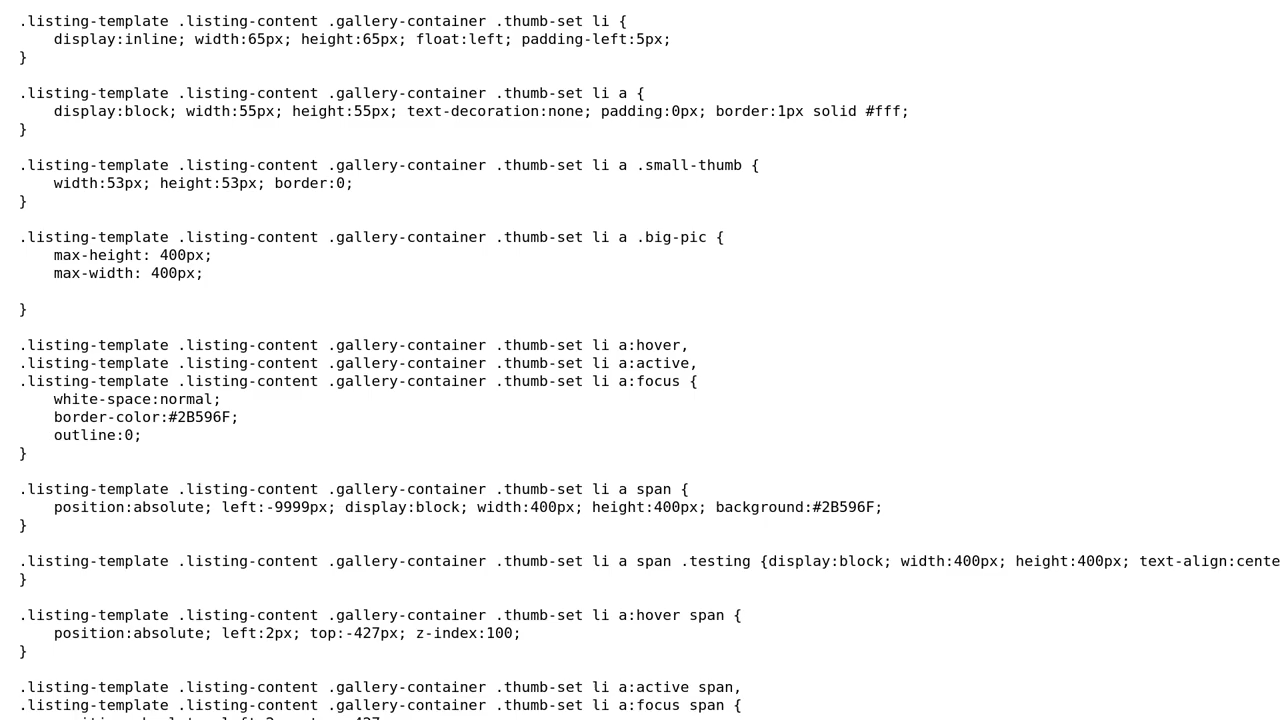 .listing-template .listing-content .gallery-container .thumb-set li {
    display:inline; width:65px; height:65px; float:left; padding-left:5px;
}

.listing-template .listing-content .gallery-container .thumb-set li a {
    display:block; width:55px; height:55px; text-decoration:none; padding:0px; border:1px solid #fff;
}

.listing-template .listing-content .gallery-container .thumb-set li a .small-thumb {
    width:53px; height:53px; border:0;
}

.listing-template .listing-content .gallery-container .thumb-set li a .big-pic {
    max-height: 400px;
    max-width: 400px;

}

.listing-template .listing-content .gallery-container .thumb-set li a:hover,
.listing-template .listing-content .gallery-container .thumb-set li a:active,
.listing-template .listing-content .gallery-container .thumb-set li a:focus {
    white-space:normal;
    border-color:#2B596F;
    outline:0;
}

.listing-template .listing-content .gallery-container .thumb-set li a span {
    position:absolute; left:-9999px; display:block; width:400px; height:400px; background:#2B596F;
}

.listing-template .listing-content .gallery-container .thumb-set li a span .testing {display:block; width:400px; height:400px; text-align:cente
}

.listing-template .listing-content .gallery-container .thumb-set li a:hover span {
    position:absolute; left:2px; top:-427px; z-index:100;
}

.listing-template .listing-content .gallery-container .thumb-set li a:active span,
.listing-template .listing-content .gallery-container .thumb-set li a:focus span {